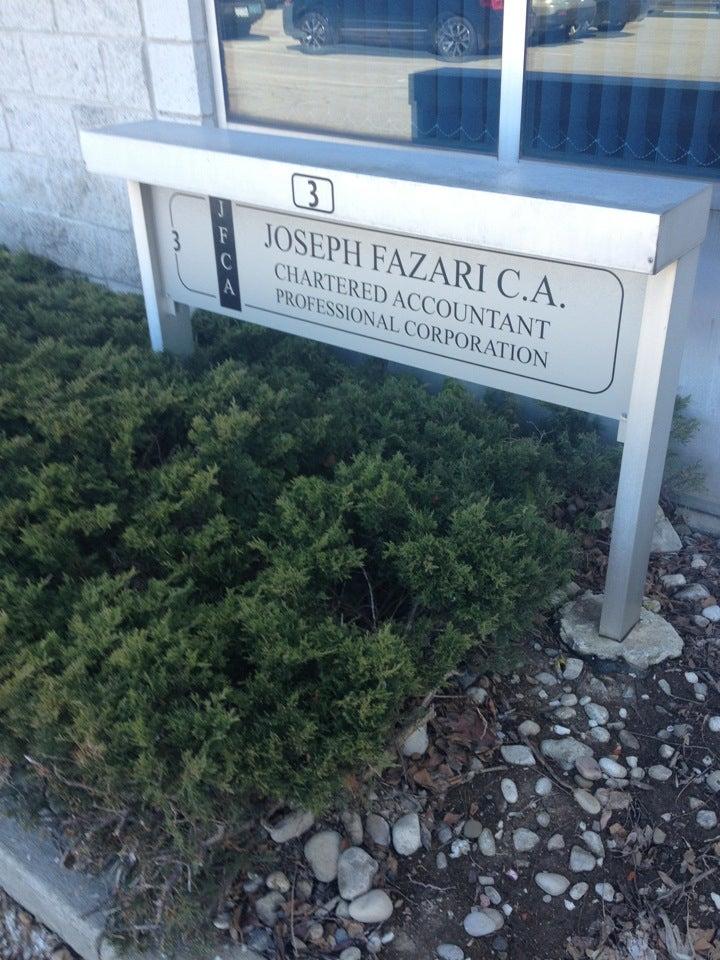 3
3
JFCA
JOSEPH FAZARI C.A.
CHARTERED ACCOUNTANT
PROFESSIONAL CORPORATION